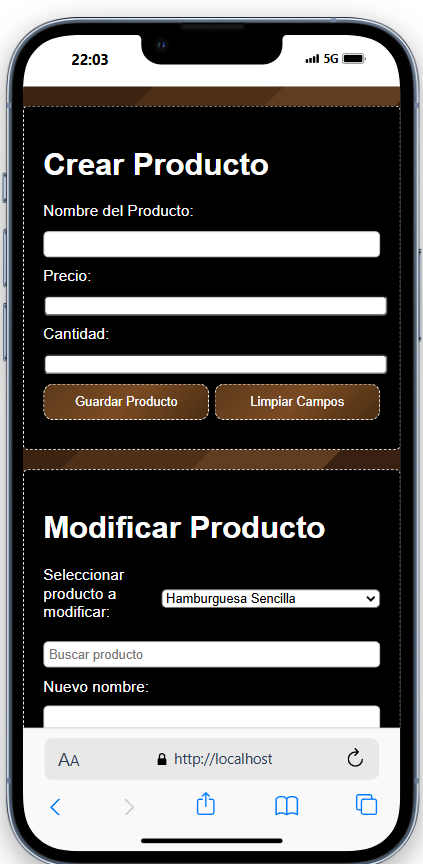 22:03
5G
Crear Producto
Nombre del Producto:
Precio:
Cantidad:
Guardar Producto
Limpiar Campos
Modificar Producto
Seleccionar
producto a
modificar:
Hamburguesa Sencilla
Buscar producto
Nuevo nombre:
AA
http://localhost